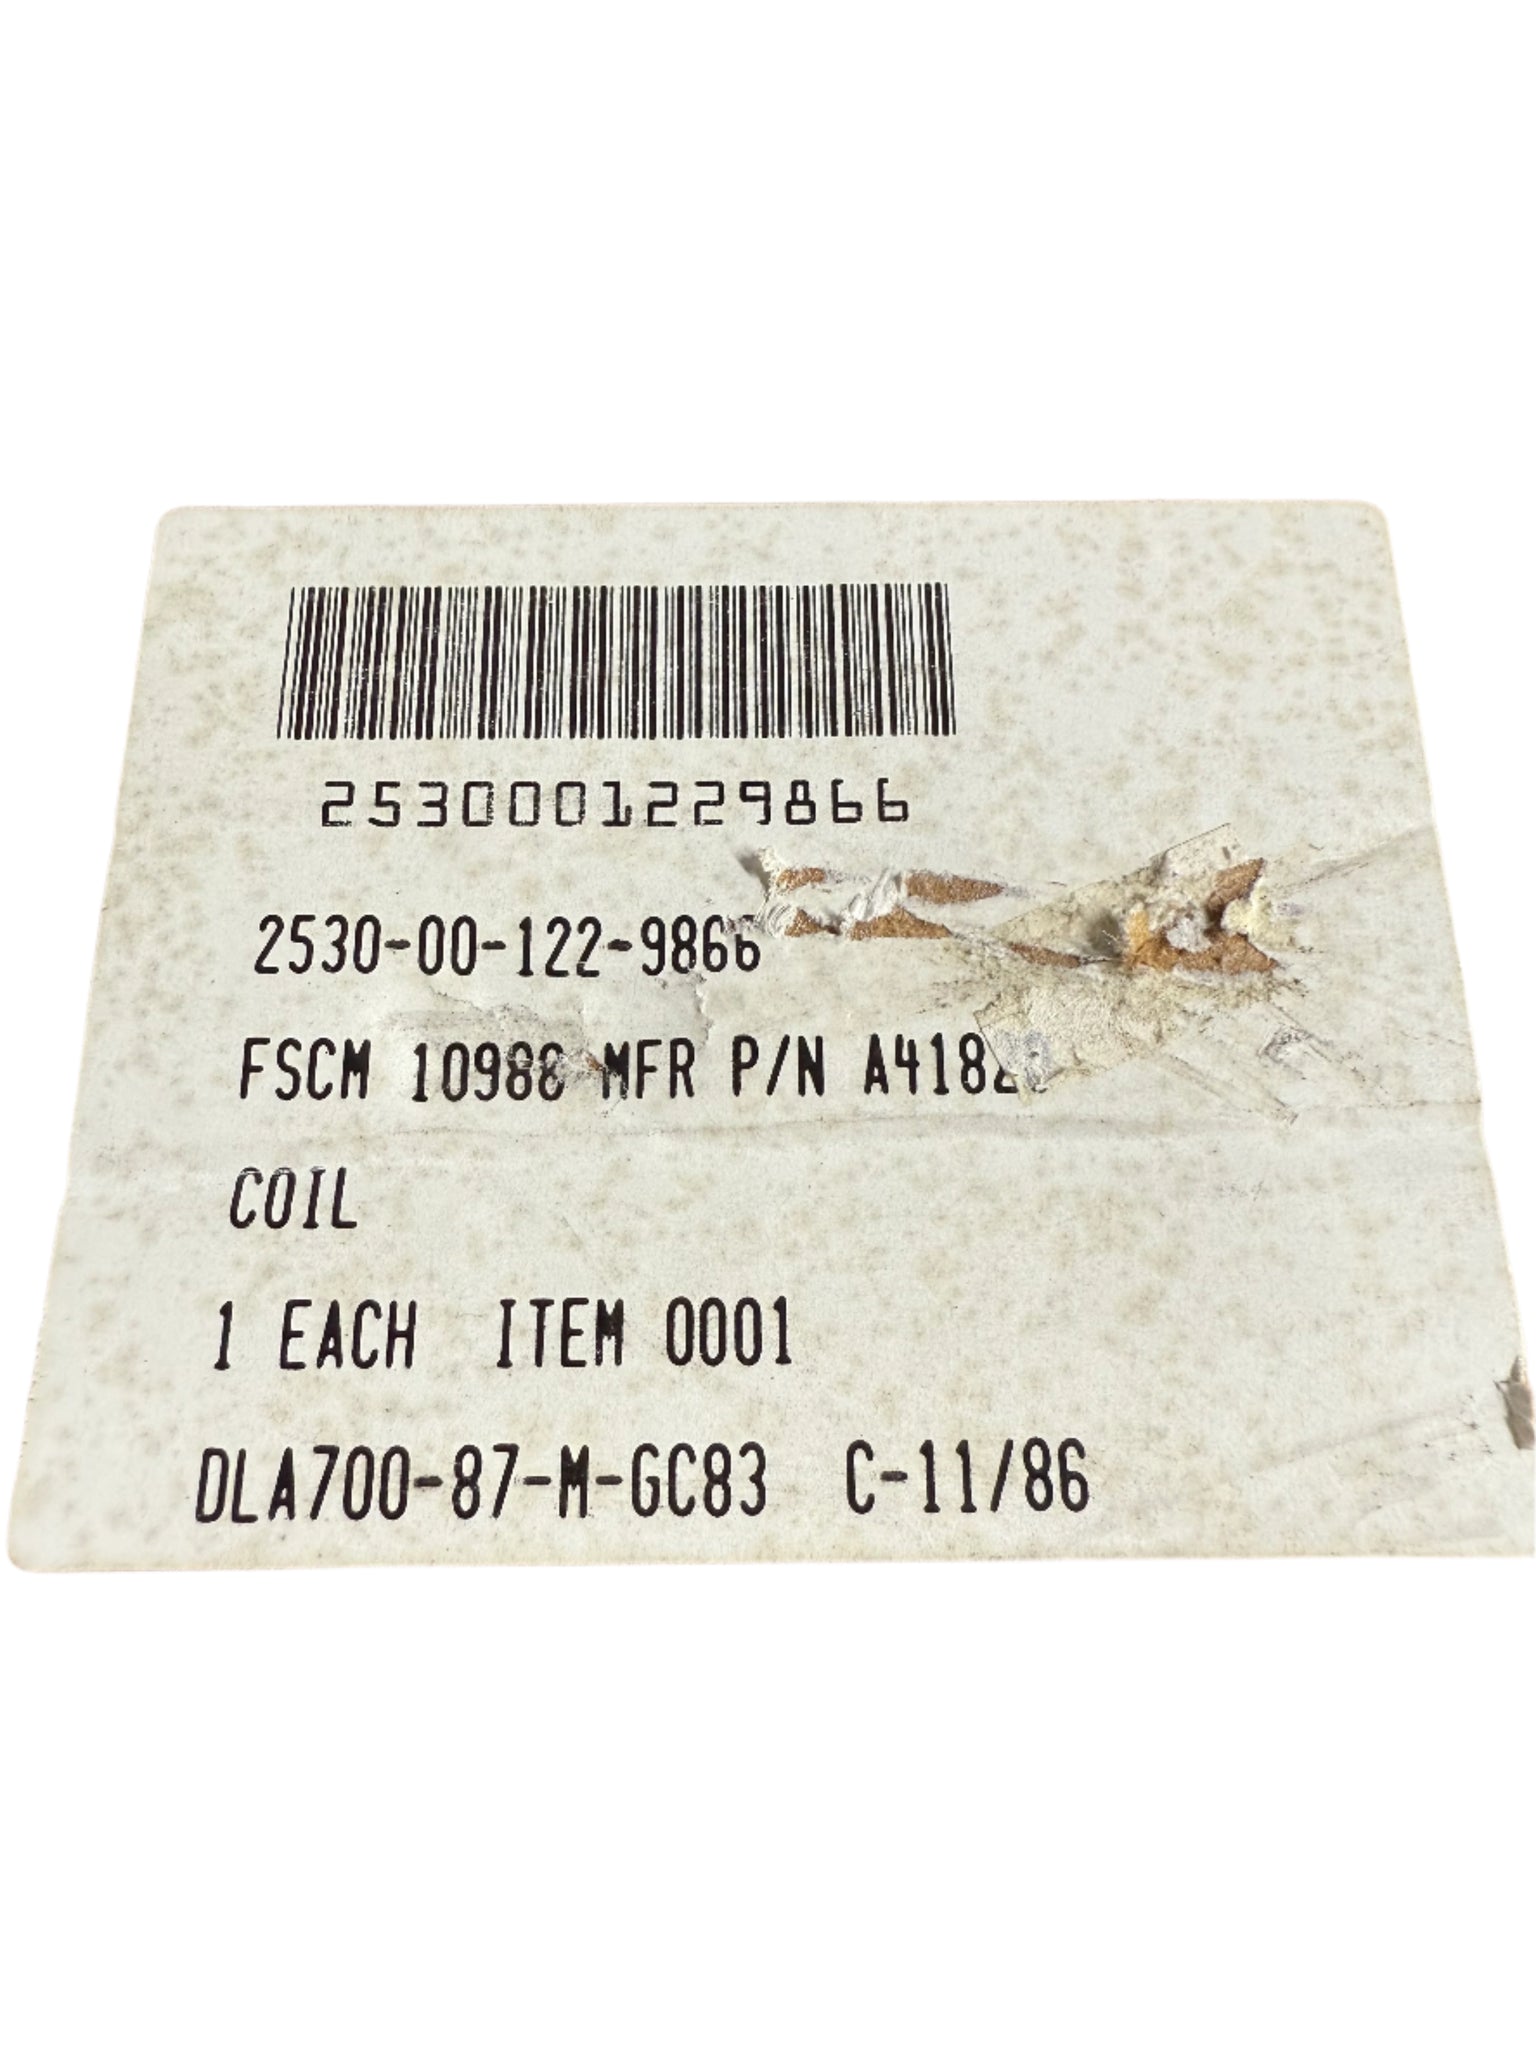 2530001229866
2530-00-122-9866
FSCM 10988 MFR P/N
COIL
1 EACH ITEM 0001
DLA700-87-M-GC83 C-11/86